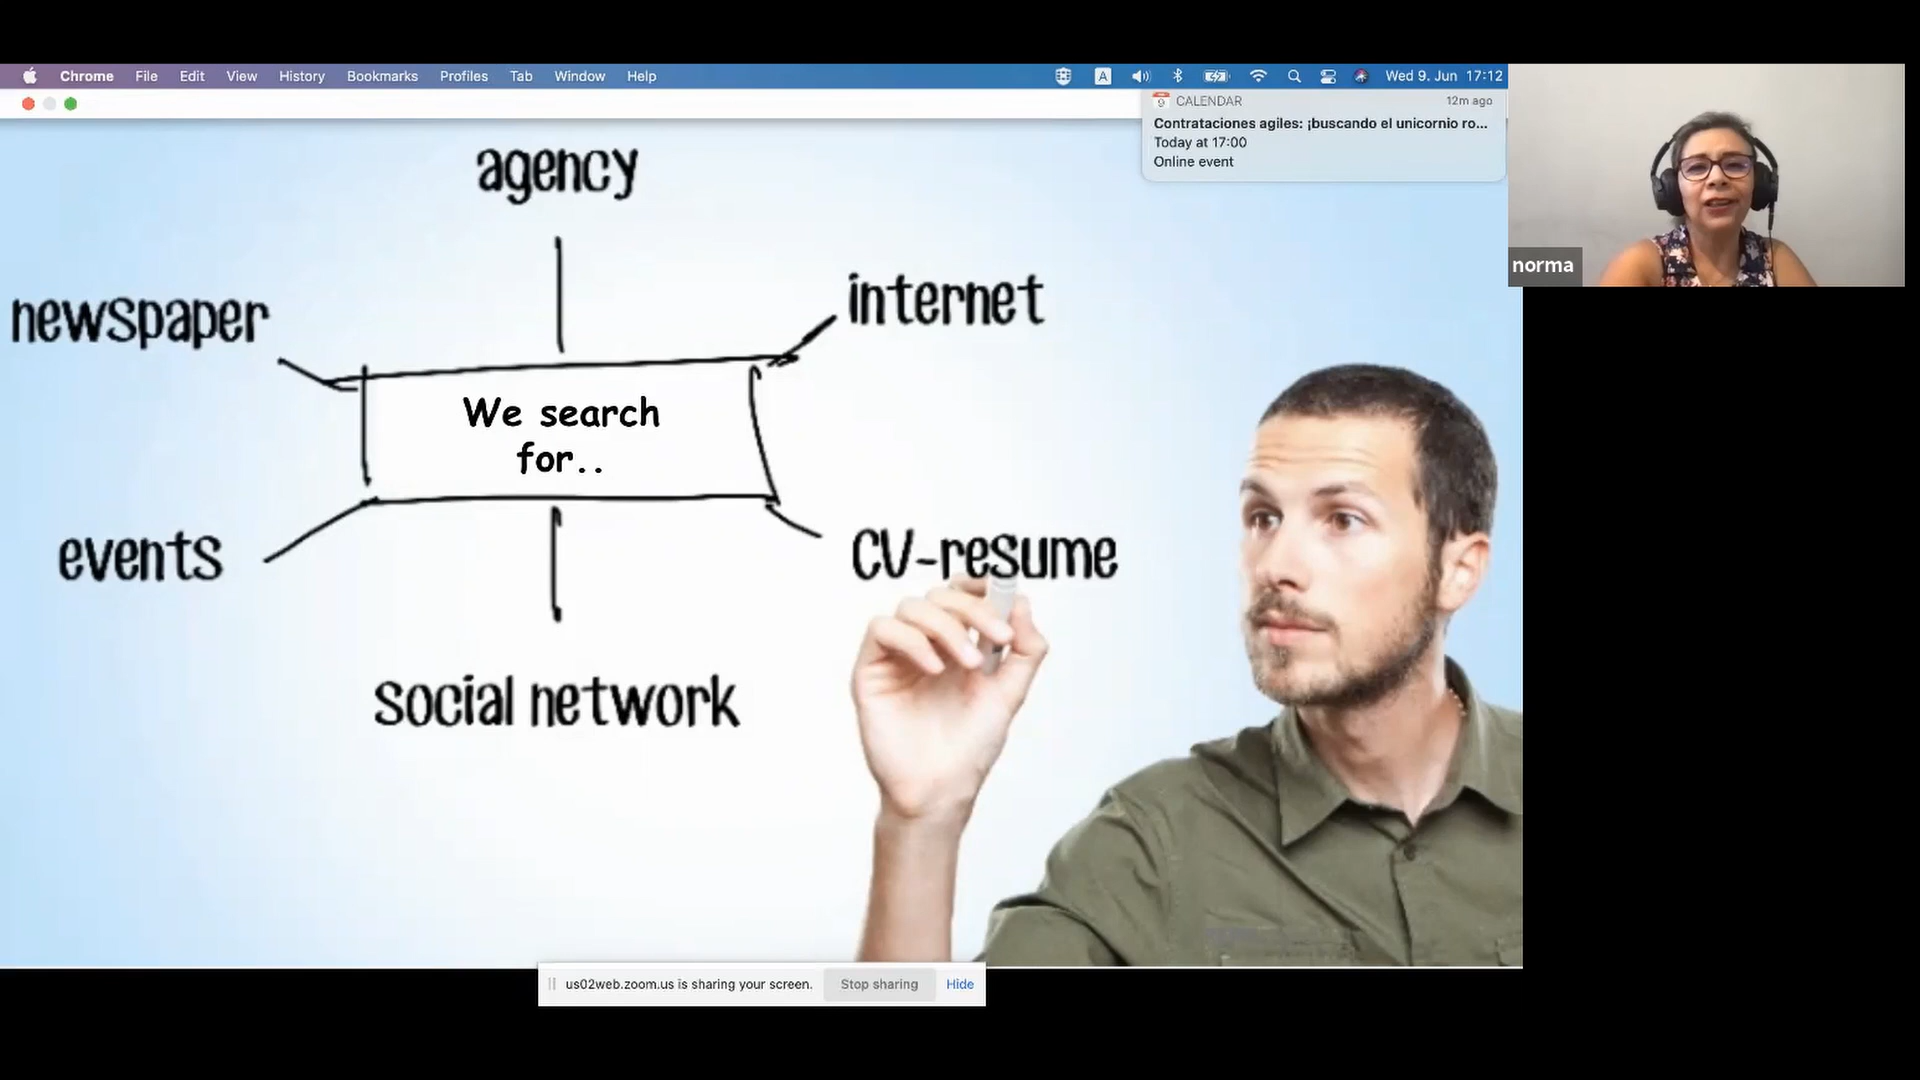 Chrome File Edit View History Bookmarks Profiles Tab Window Help
A
Wed 9. Jun 17:12
9 CALENDAR 12m ago
Contrataciones agiles: ¡buscando el unicornio ro...
Today at 17:00
Online event
norma
agency
newspaper
internet
We search
for..
events
CV-resume
social network
us02web.zoom.us is sharing your screen. Stop sharing Hide